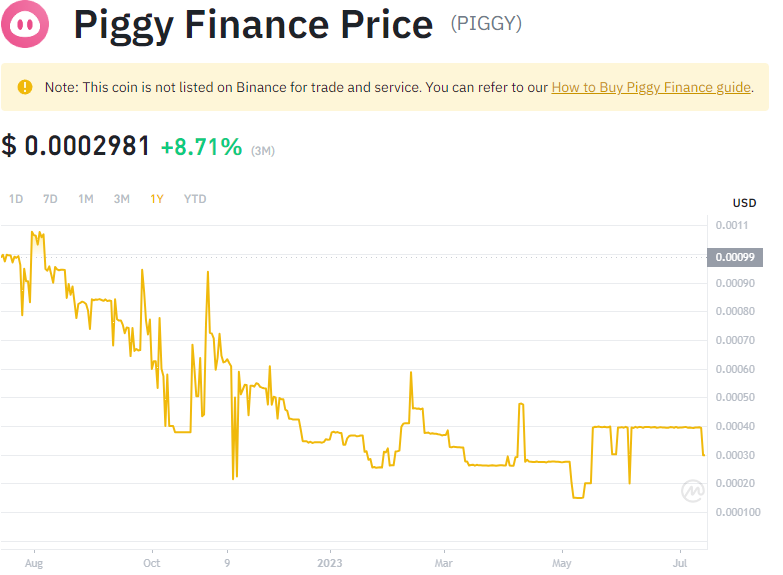 Piggy Finance Price (PIGGY)
Note: This coin is not listed on Binance for trade and service. You can refer to our How to Buy Piggy Finance guide.
$ 0.0002981 +8.71% (3M)
1D 7D 1M 3M 1Y YTD
USD
0.0011
0.00099
0.00090
0.00080
0.00070
0.00060
0.00050
0.00040
0.00030
0.00020
0.000100
Aug Oct 9 2023 Mar May Jul